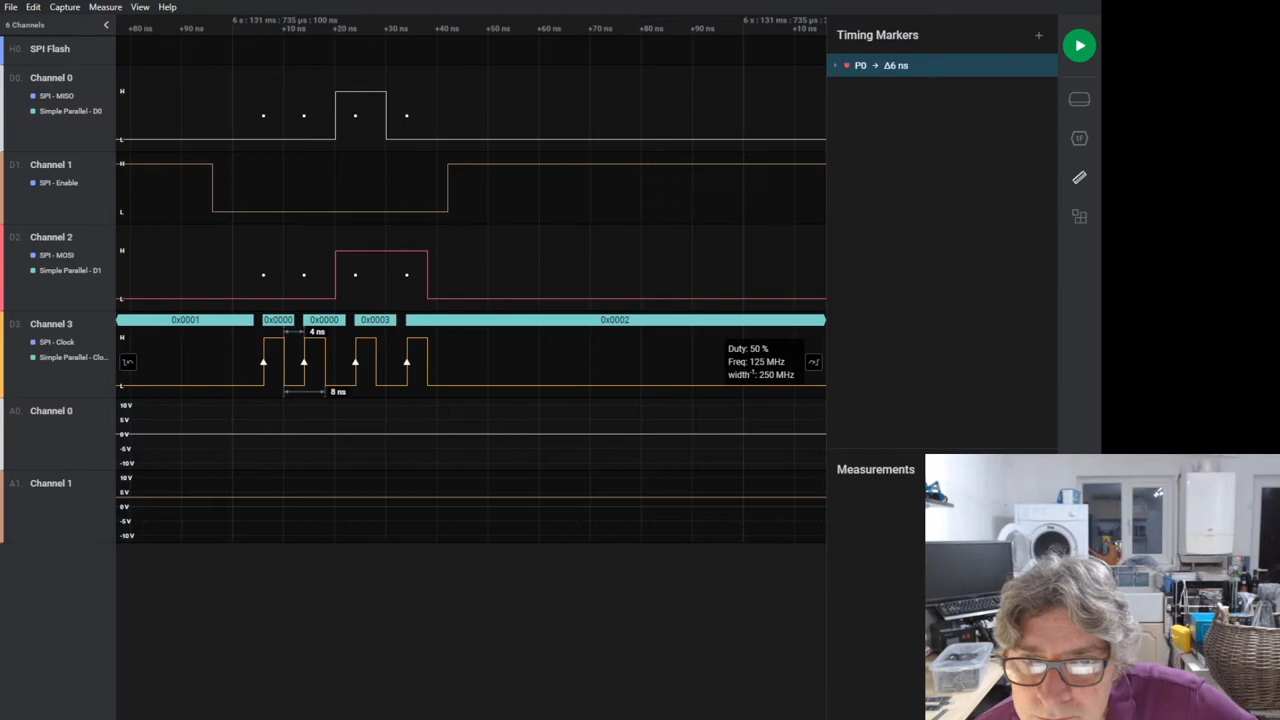 File Edit Capture Measure View Help
6 Channels
6 s : 131 ms : 735 µs : 100 ns
6 s : 131 ms : 735 µs :
+80 ns +90 ns +10 ns +20 ns +30 ns +40 ns +50 ns +60 ns +70 ns +80 ns +90 ns +10 ns
Timing Markers +
P0 → Δ6 ns
H0. SPI Flash
D0. Channel 0
SPI - MISO
Simple Parallel - D0
H
L
D1. Channel 1
SPI - Enable
H
L
D2. Channel 2
SPI - MOSI
Simple Parallel - D1
H
L
D3. Channel 3
SPI - Clock
Simple Parallel - Clo...
0x0001 0x0000 0x0000 0x0003 0x0002
4 ns
H
L
8 ns
Duty: 50 %
Freq: 125 MHz
width-1: 250 MHz
1F
A0. Channel 0
10 V
5 V
0 V
-5 V
-10 V
A1. Channel 1
10 V
5 V
0 V
-5 V
-10 V
Measurements